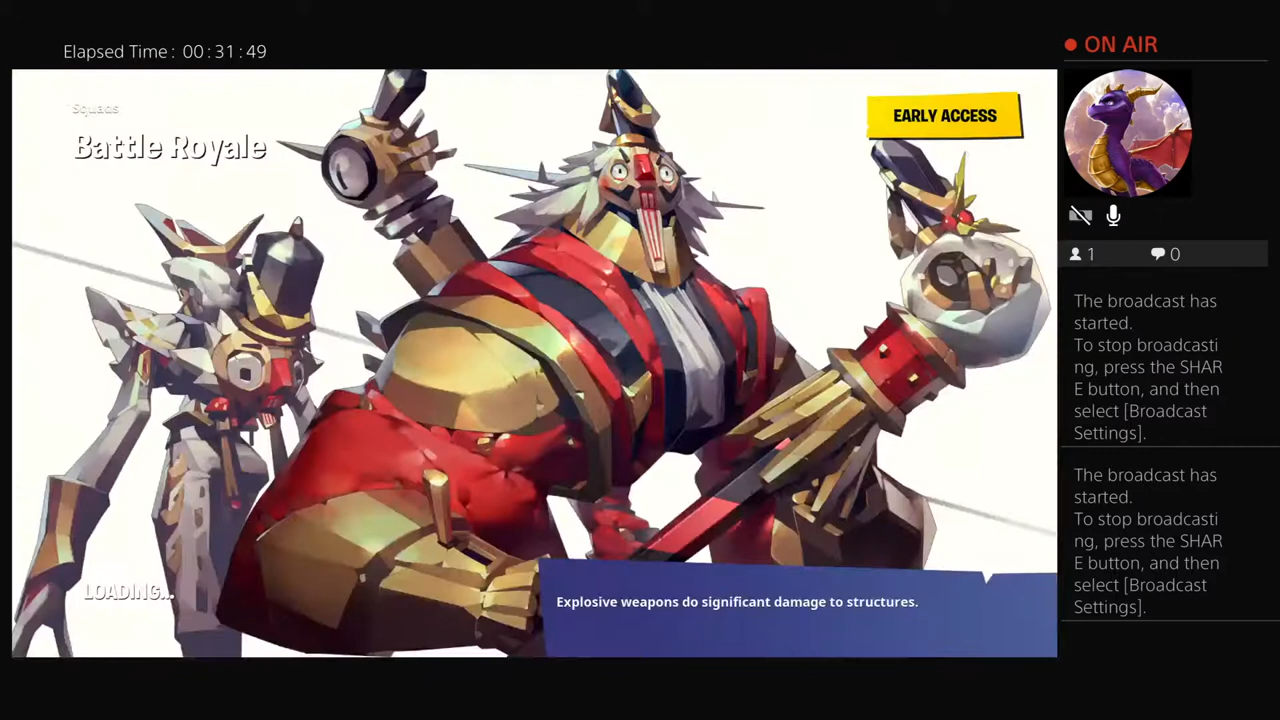 Elapsed Time: 00:31:49
ON AIR
Squads
Battle Royale
EARLY ACCESS
1
0
The broadcast has
started.
To stop broadcasti
ng, press the SHAR
E button, and then
select [Broadcast
Settings].
The broadcast has
started.
To stop broadcasti
ng, press the SHAR
E button, and then
select [Broadcast
Settings].
LOADING...
Explosive weapons do significant damage to structures.